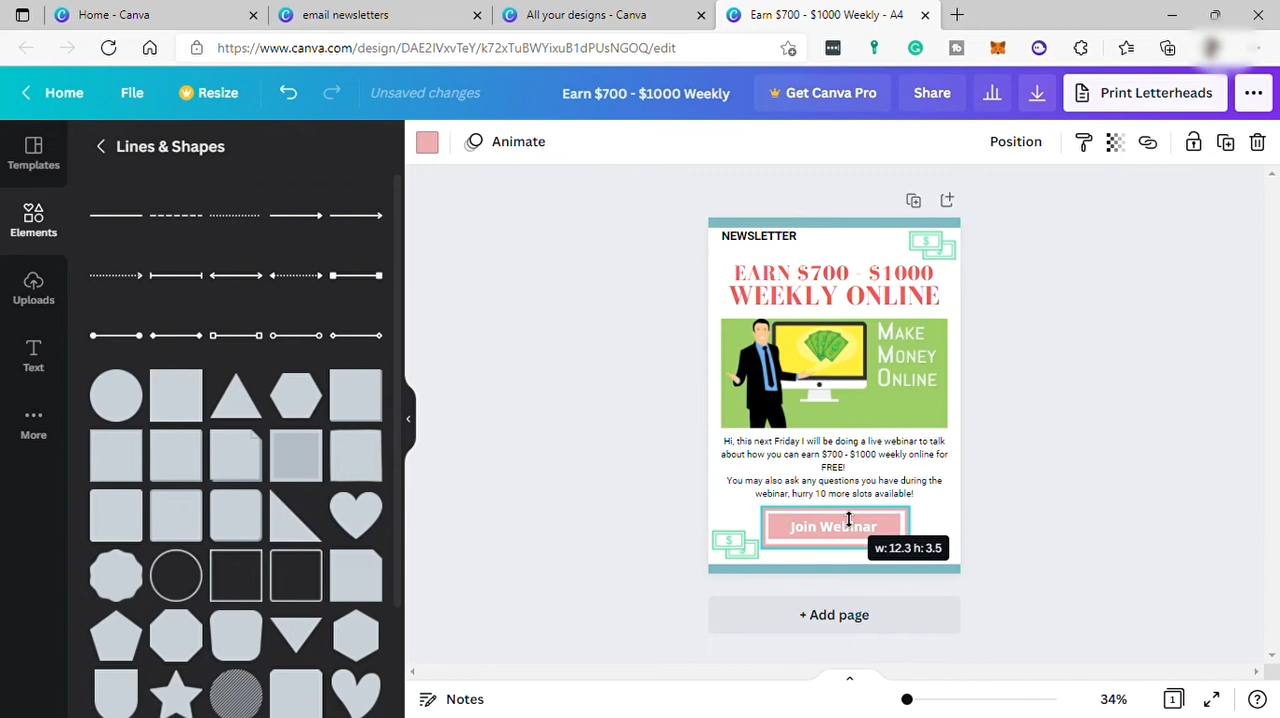 Home - Canva
email newsletters
All your designs - Canva
Earn $700 - $1000 Weekly - A4
https://www.canva.com/design/DAE2IVxvTeY/k72xTuBWYixuB1dPUsNGOQ/edit
Home
File
Resize
Unsaved changes
Earn $700 - $1000 Weekly
Get Canva Pro
Share
Print Letterheads
Templates
Elements
Uploads
Text
More
Lines & Shapes
Animate
Position
NEWSLETTER
EARN $700 - $1000
WEEKLY ONLINE
MAKE
MONEY
ONLINE
Hi, this next Friday I will be doing a live webinar to talk
about how you can earn $700 - $1000 weekly online for
FREE!
You may also ask any questions you have during the
webinar, hurry 10 more slots available!
Join Webinar
w: 12.3 h: 3.5
+ Add page
Notes
34%
1